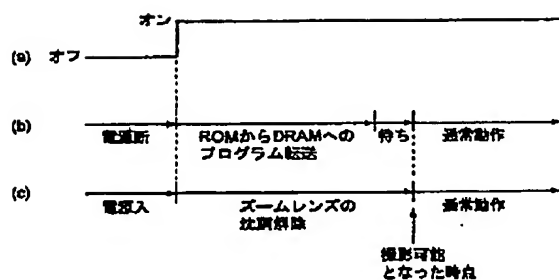 オン
(a) オフ
(b)
電源断
ROMからDRAMへの
プログラム転送
待ち
通常動作
(c)
電源入
ズームレンズの
沈胴解除
通常動作
撮影可能
となった時点